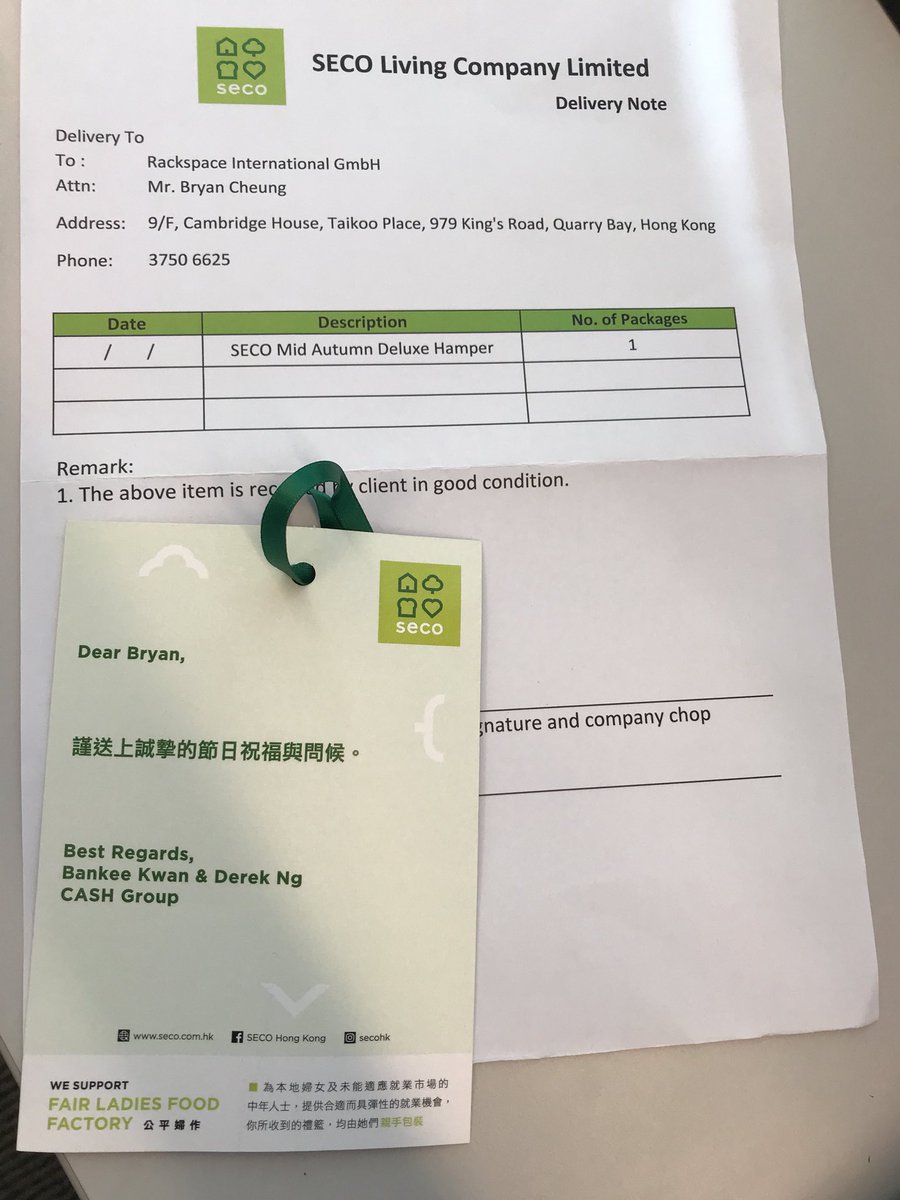 seco
SECO Living Company Limited
Delivery Note
Delivery To
To : Rackspace International GmbH
Attn: Mr. Bryan Cheung
Address: 9/F, Cambridge House, Taikoo Place, 979 King's Road, Quarry Bay, Hong Kong
Phone: 3750 6625
Date Description No. of Packages
/ / SECO Mid Autumn Deluxe Hamper 1
Remark:
1. The above item is client in good condition.
and company chop
seco
Dear Bryan,
謹送上誠摯的節日祝福與問候。
Best Regards,
Bankee Kwan & Derek Ng
CASH Group
www.seco.com.hk SECO Hong Kong secohk
WE SUPPORT
FAIR LADIES FOOD
FACTORY 公平婦作
為本地婦女及未能適應就業市場的
中年人士，提供合適而具彈性的就業機會，
你所收到的禮籃，均由她們親手包裝